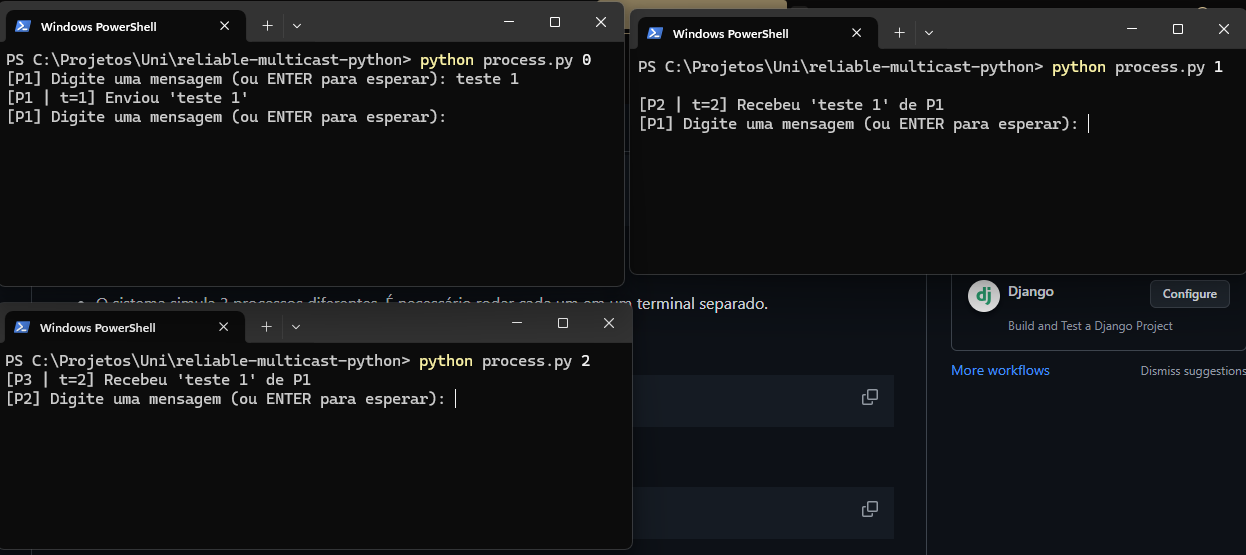 Windows PowerShell
PS C:\Projetos\Uni\reliable-multicast-python> python process.py 0
[P1] Digite uma mensagem (ou ENTER para esperar): teste 1
[P1 | t=1] Enviou 'teste 1'
[P1] Digite uma mensagem (ou ENTER para esperar):
Windows PowerShell
PS C:\Projetos\Uni\reliable-multicast-python> python process.py 1
[P2 | t=2] Recebeu 'teste 1' de P1
[P1] Digite uma mensagem (ou ENTER para esperar):
O sistema simula 3 processos diferentes. É necessário rodar cada um em um terminal separado.
Django
Configure
Build and Test a Django Project
More workflows
Dismiss suggestions
Windows PowerShell
PS C:\Projetos\Uni\reliable-multicast-python> python process.py 2
[P3 | t=2] Recebeu 'teste 1' de P1
[P2] Digite uma mensagem (ou ENTER para esperar):